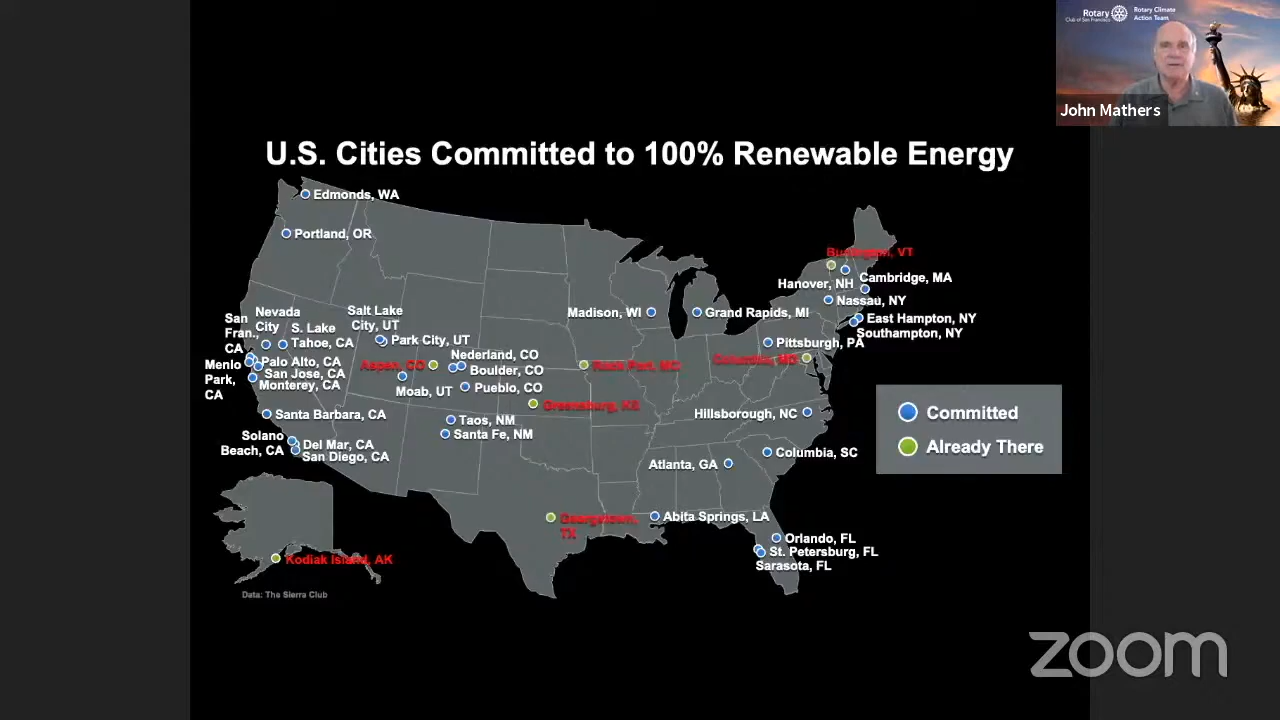 Rotary
Club of San Francisco
Rotary Climate
Action Team
John Mathers
U.S. Cities Committed to 100% Renewable Energy
Edmonds, WA
Portland, OR
Burlington, VT
Hanover, NH
Cambridge, MA
Nassau, NY
East Hampton, NY
Southampton, NY
Madison, WI
Grand Rapids, MI
Pittsburgh, PA
Nevada
City
San
Fran.,
CA
S. Lake
Tahoe, CA
Salt Lake
City, UT
Park City, UT
Nederland, CO
Boulder, CO
Aspen, CO
Menlo
Park,
CA
Palo Alto, CA
San Jose, CA
Monterey, CA
Moab, UT
Pueblo, CO
Rock Port, MO
Columbia, MD
Greensburg, KS
Santa Barbara, CA
Taos, NM
Santa Fe, NM
Hillsborough, NC
Solano
Beach, CA
Del Mar, CA
San Diego, CA
Atlanta, GA
Columbia, SC
Committed
Already There
Georgetown,
TX
Abita Springs, LA
Orlando, FL
St. Petersburg, FL
Sarasota, FL
Kodiak Island, AK
Data: The Sierra Club
zoom